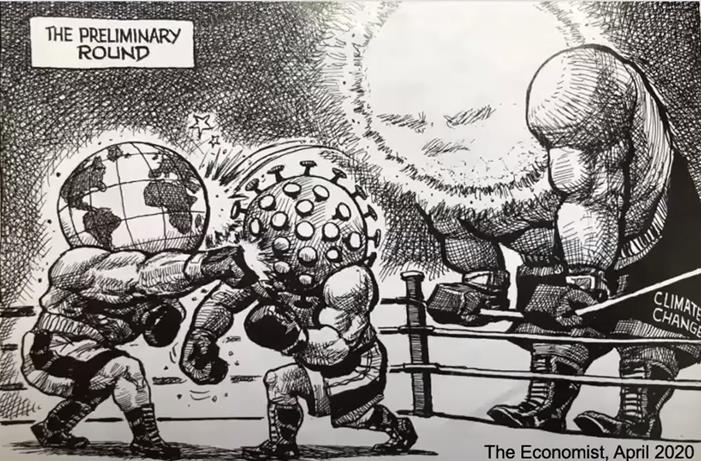 THE PRELIMINARY
ROUND
CLIMATE
CHANGE
The Economist, April 2020